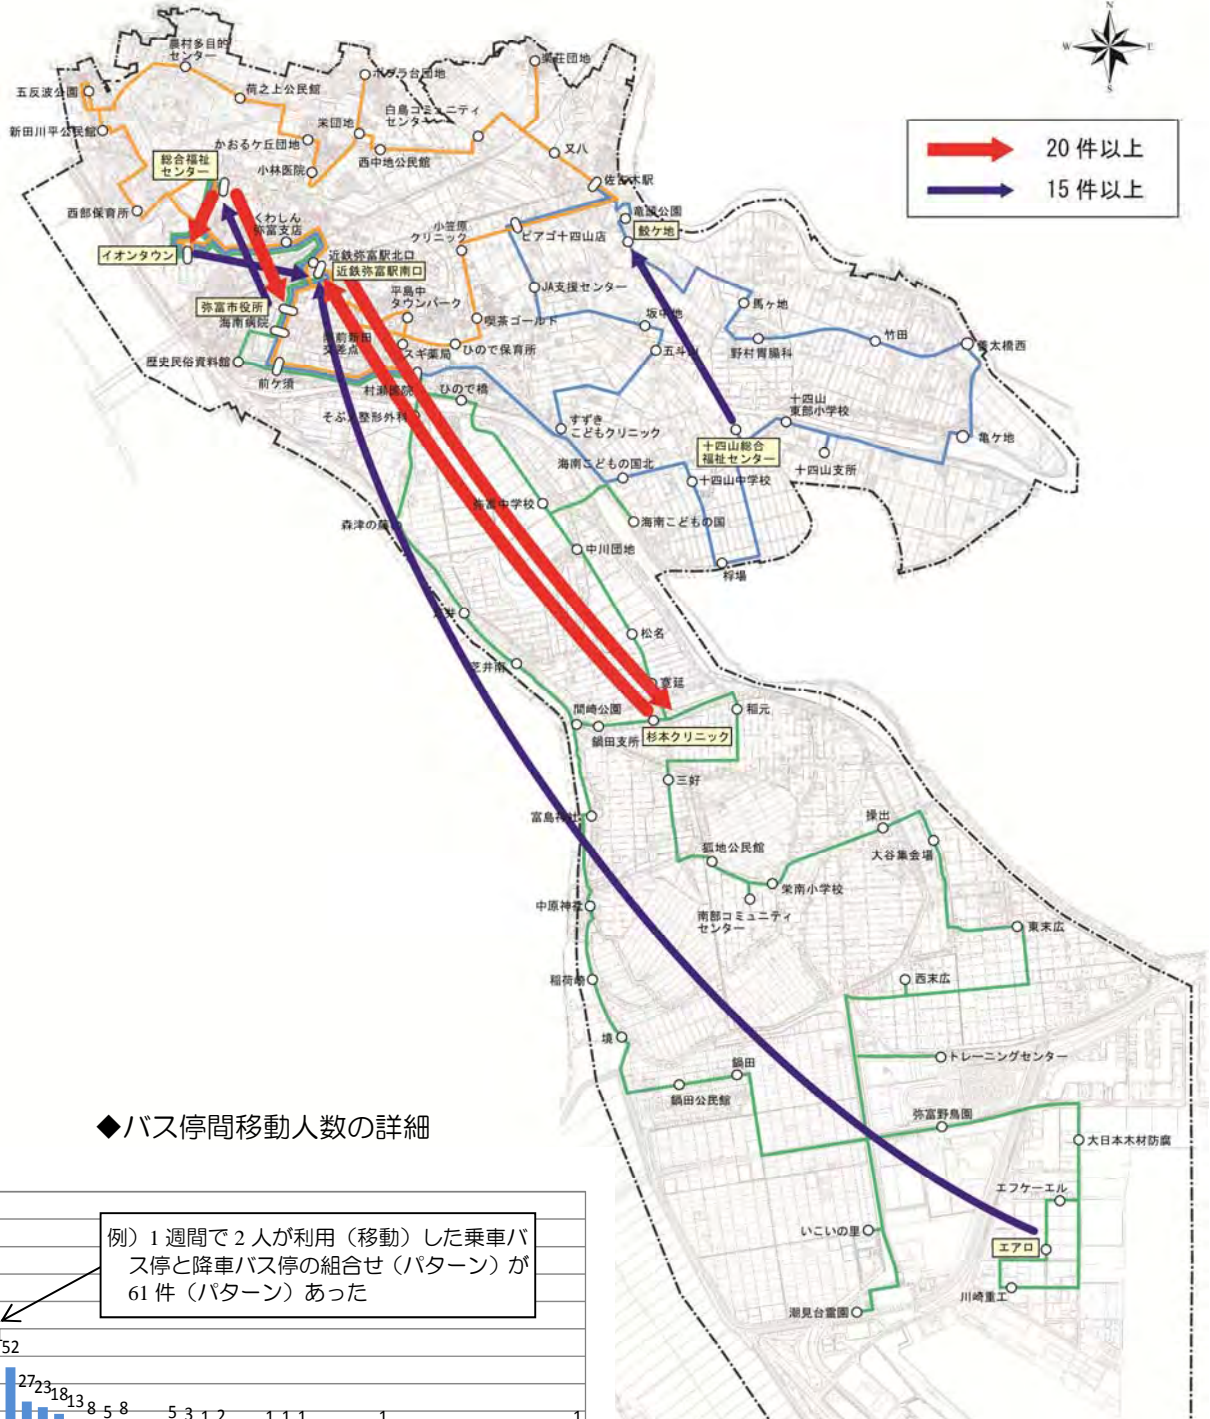 N
W
E
S
20 件以上
15 件以上
農村多目的
センター
五反波公園
荷之上公民館
ポプラ台団地
楽荘団地
白鳥コミュニティ
センター
新田川平公民館
かおるケ丘団地
栄団地
西中地公民館
又八
総合福祉
センター
小林医院
佐古木駅
西部保育所
くわしん
弥富支店
小笠原
クリニック
竜頭公園
ピアゴ十四山店
鮫ケ地
イオンタウン
近鉄弥富駅北口
近鉄弥富駅南口
平島中
タウンパーク
JA支援センター
弥富市役所
海南病院
喫茶ゴールド
坂中地
馬ヶ地
交差点
スギ薬局
ひので保育所
五斗山
野村胃腸科
竹田
善太橋西
歴史民俗資料館
前ケ須
村瀬医院
ひので橋
整形外科
すずき
こどもクリニック
十四山
東部小学校
十四山総合
福祉センター
十四山支所
亀ケ地
海南こどもの国北
十四山中学校
弥富中学校
海南こどもの国
森津の藤
中川団地
桴場
松名
芝井南
寛延
間崎公園
鍋田支所
杉本クリニック
稲元
三好
富島神社
操出
狐地公民館
大谷集会場
栄南小学校
中原神社
南部コミュニティ
センター
東末広
稲荷崎
西末広
境
トレーニングセンター
鍋田
鍋田公民館
弥富野鳥園
大日本木材防腐
エフケーエル
いこいの里
エアロ
川崎重工
潮見台霊園
◆バス停間移動人数の詳細
例）1 週間で 2 人が利用（移動）した乗車バ
ス停と降車バス停の組合せ（パターン）が
61 件（パターン）あった
52
27 23 18 13 8 5 8 5 3 1 2 1 1 1 1 1